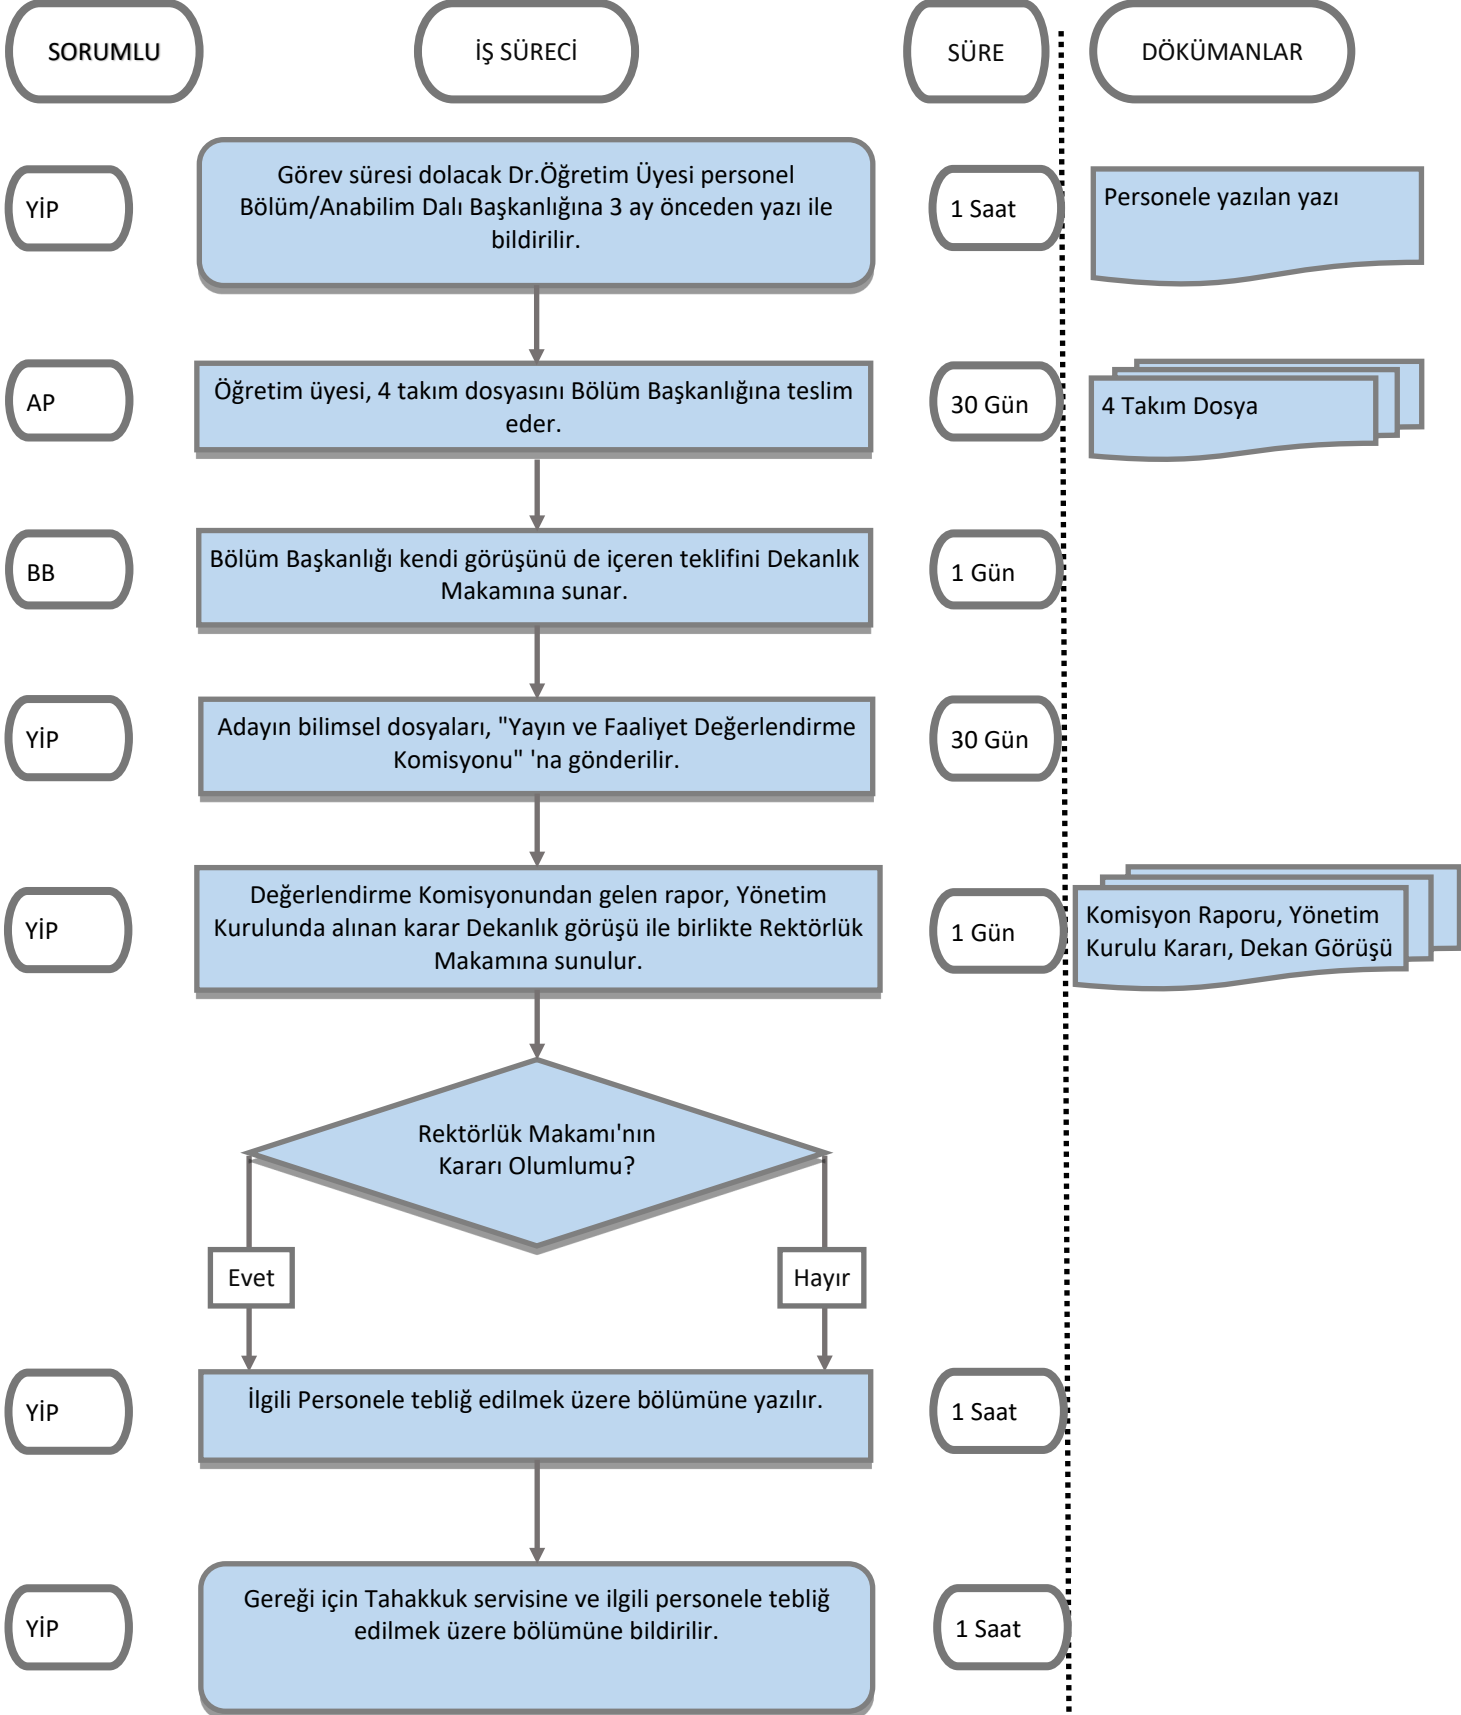 SORUMLU
İŞ SÜRECİ
SÜRE
DÖKÜMANLAR
YİP
Görev süresi dolacak Dr.Öğretim Üyesi personel
Bölüm/Anabilim Dalı Başkanlığına 3 ay önceden yazı ile
bildirilir.
1 Saat
Personele yazılan yazı
AP
Öğretim üyesi, 4 takım dosyasını Bölüm Başkanlığına teslim
eder.
30 Gün
4 Takım Dosya
BB
Bölüm Başkanlığı kendi görüşünü de içeren teklifini Dekanlık
Makamına sunar.
1 Gün
YİP
Adayın bilimsel dosyaları, "Yayın ve Faaliyet Değerlendirme
Komisyonu" 'na gönderilir.
30 Gün
YİP
Değerlendirme Komisyonundan gelen rapor, Yönetim
Kurulunda alınan karar Dekanlık görüşü ile birlikte Rektörlük
Makamına sunulur.
1 Gün
Komisyon Raporu, Yönetim
Kurulu Kararı, Dekan Görüşü
Rektörlük Makamı'nın
Kararı Olumlumu?
Evet
Hayır
YİP
İlgili Personele tebliğ edilmek üzere bölümüne yazılır.
1 Saat
YİP
Gereği için Tahakkuk servisine ve ilgili personele tebliğ
edilmek üzere bölümüne bildirilir.
1 Saat